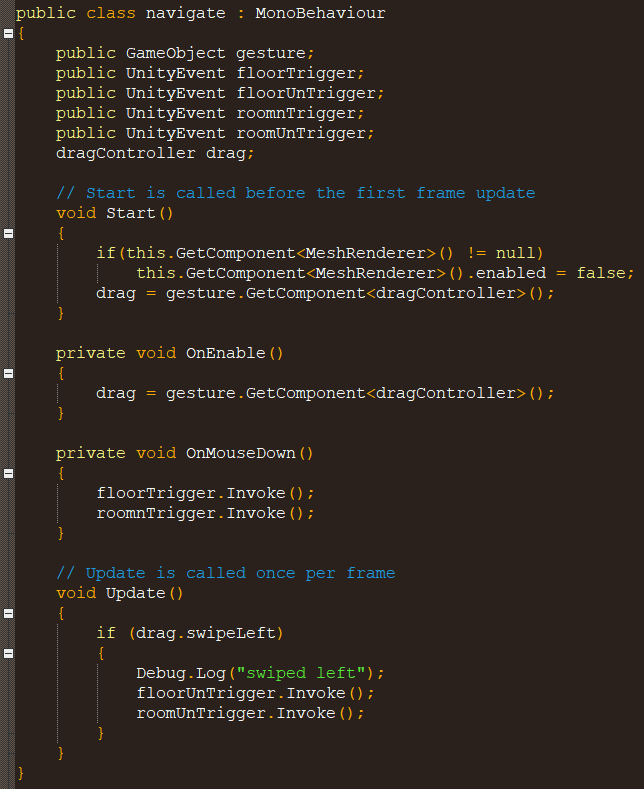 public class navigate : MonoBehaviour
{
    public GameObject gesture;
    public UnityEvent floorTrigger;
    public UnityEvent floorUnTrigger;
    public UnityEvent roomnTrigger;
    public UnityEvent roomUnTrigger;
    dragController drag;

    // Start is called before the first frame update
    void Start()
    {
        if(this.GetComponent<MeshRenderer>() != null)
            this.GetComponent<MeshRenderer>().enabled = false;
        drag = gesture.GetComponent<dragController>();
    }

    private void OnEnable()
    {
        drag = gesture.GetComponent<dragController>();
    }

    private void OnMouseDown()
    {
        floorTrigger.Invoke();
        roomnTrigger.Invoke();
    }

    // Update is called once per frame
    void Update()
    {
        if (drag.swipeLeft)
        {
            Debug.Log("swiped left");
            floorUnTrigger.Invoke();
            roomUnTrigger.Invoke();
        }
    }
}